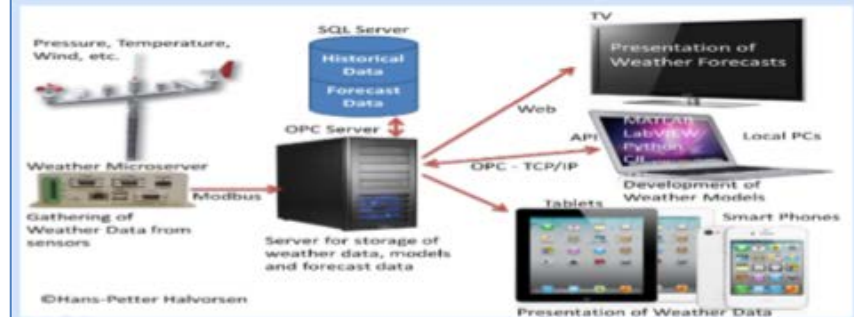 Pressure, Temperature,
Wind, etc.
Weather Microserver
Gathering of
Weather Data from
sensors
Modbus
SQL Server
Historical
Data
Forecast
Data
OPC Server
Server for storage of
weather data, models
and forecast data
Web
API
OPC - TCP/IP
TV
Presentation of
Weather Forecasts
MATLAB
LabVIEW
Python
Local PCs
Development of
Weather Models
Tablets
Smart Phones
Presentation of Weather Data
©Hans-Petter Halvorsen